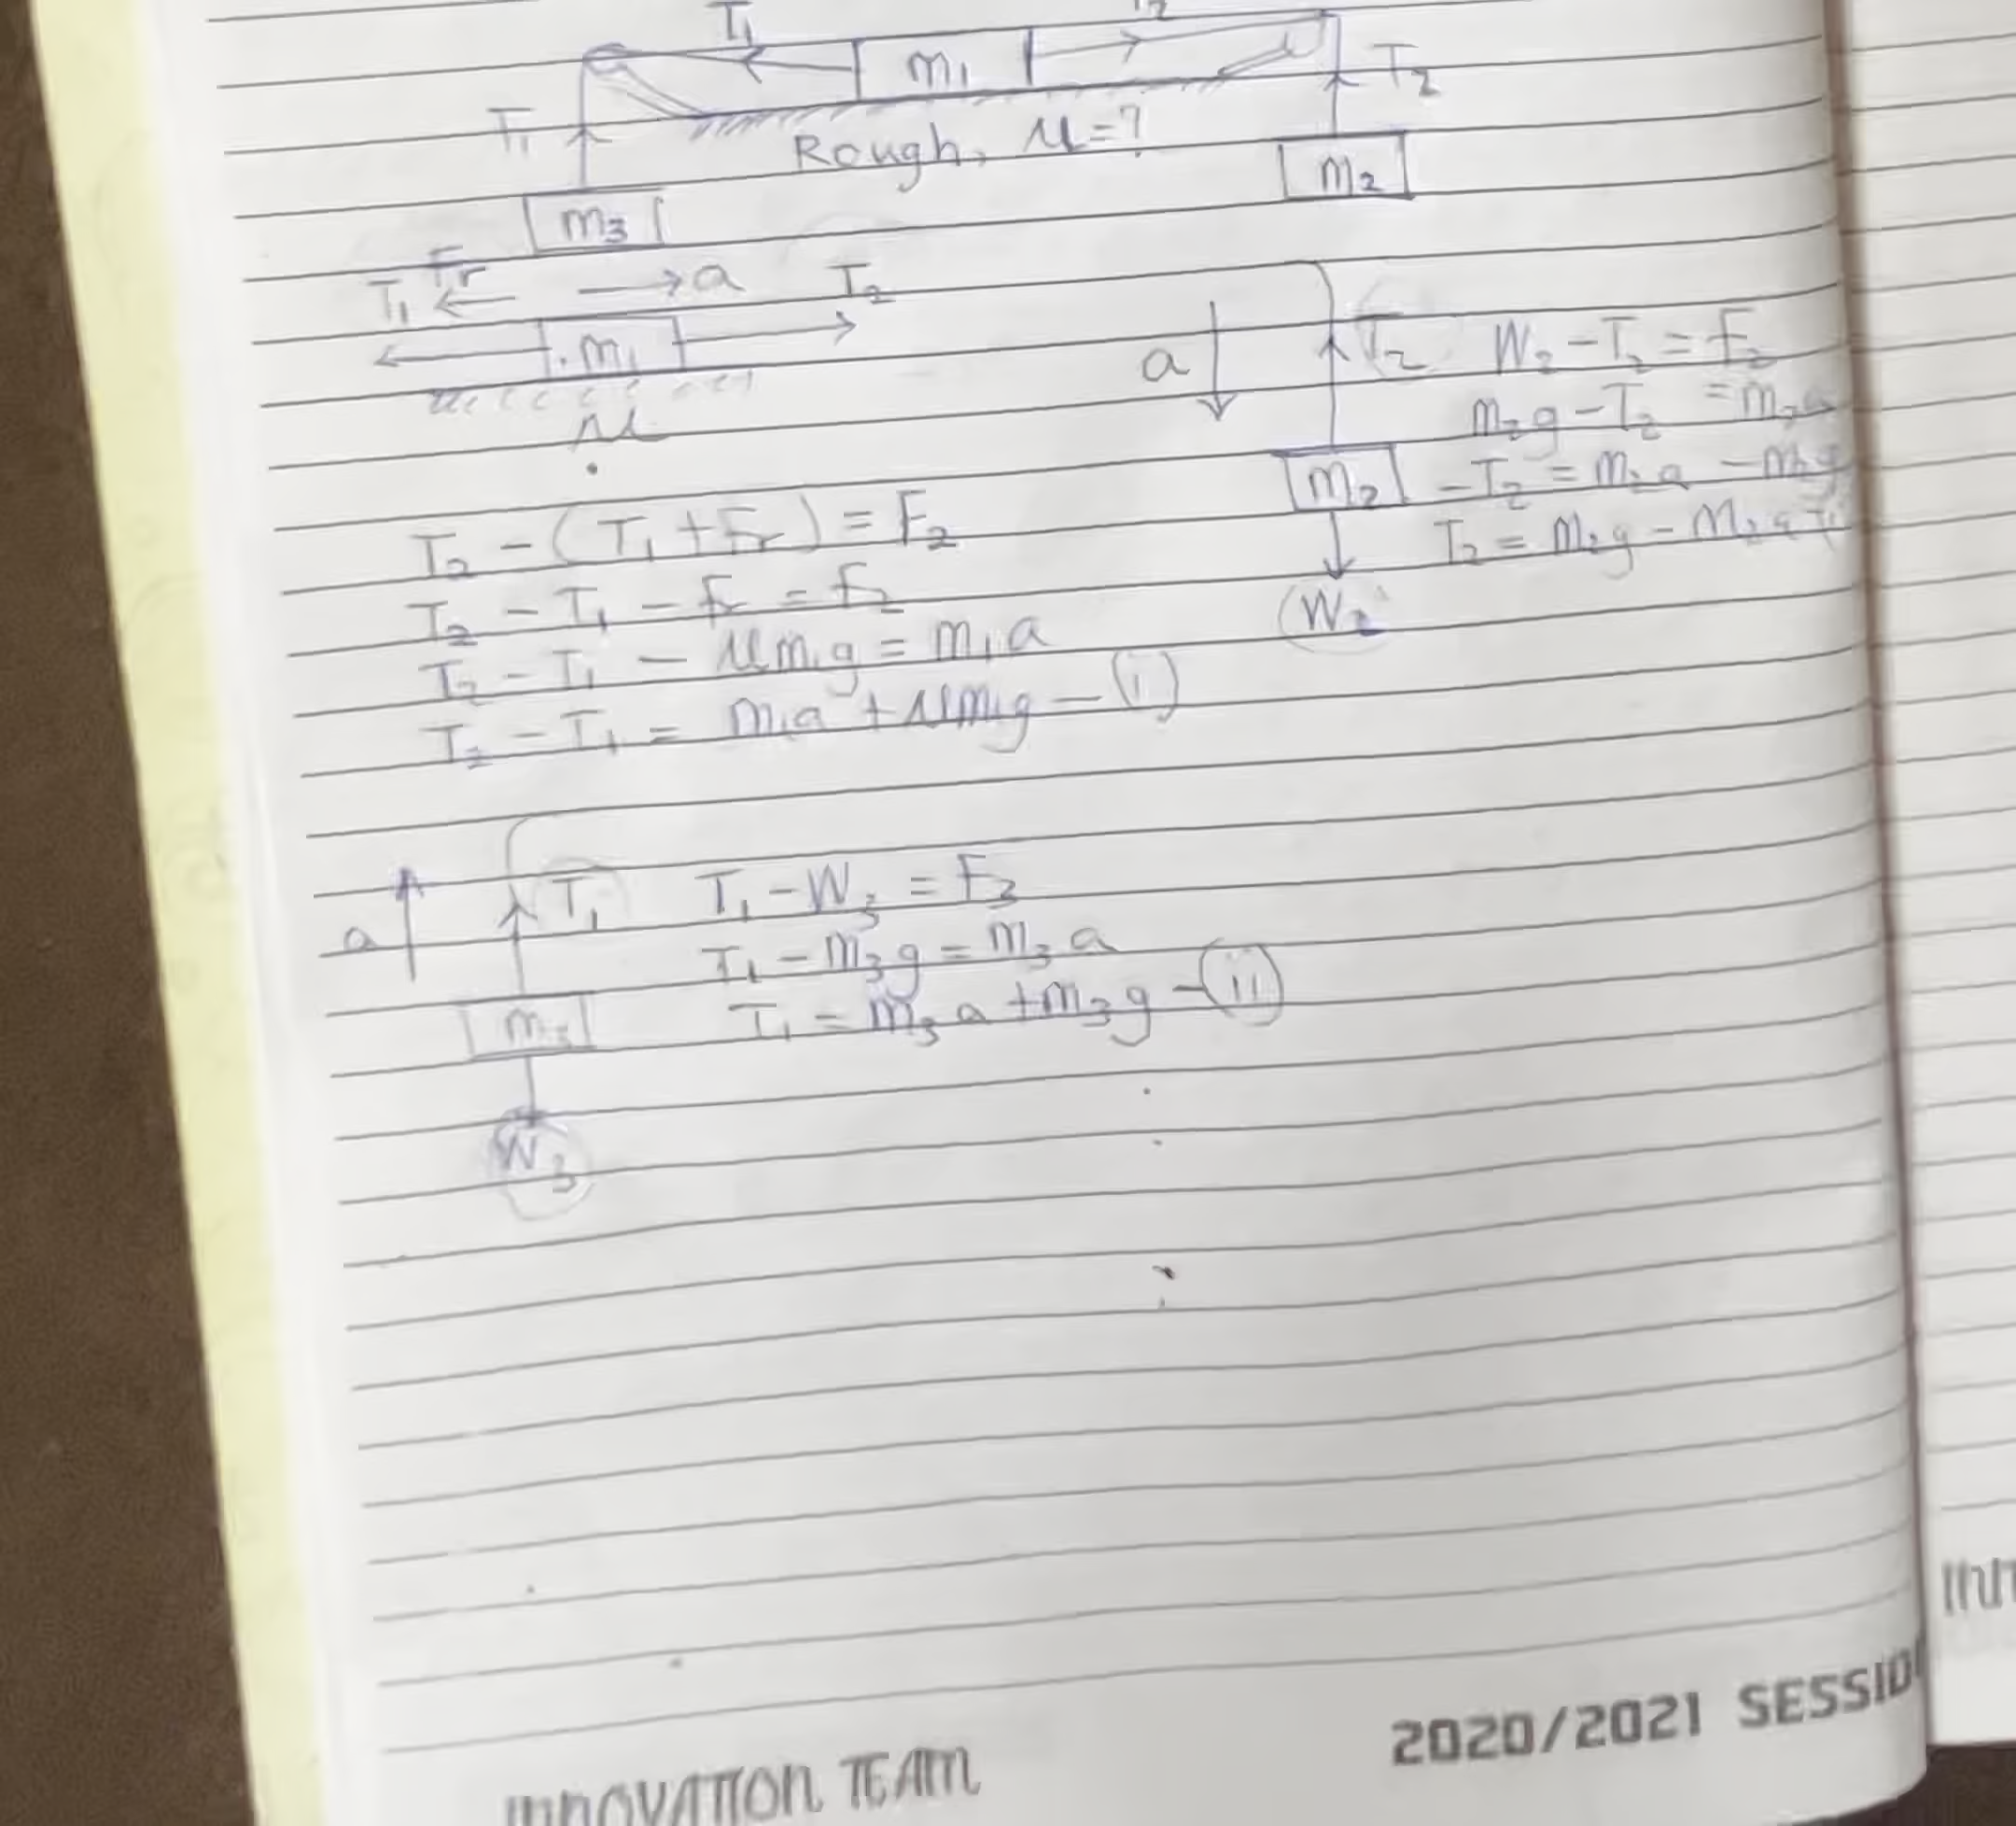 T₁ T₂
m₁
T₁ T₂
Rough, μ=?
m₂
m₃
Fr → a
T₁ T₂
m₁
μ
T₂ - (T₁ + Fr) = F₂
T₂ - T₁ - Fr = F₂
T₂ - T₁ - μm₁g = m₁a
T₂ - T₁ = m₁a + μm₁g - (i)
a T₂ W₂ - T₂ = F₂
m₂g - T₂ = m₂a
m₂ - T₂ = m₂a - m₂g
T₂ = m₂g - m₂a
W₂
a T₁ T₁ - W₃ = F₃
T₁ - m₃g = m₃a
m₃ T₁ = m₃a + m₃g - (ii)
W₃
INNOVATION TEAM
2020/2021